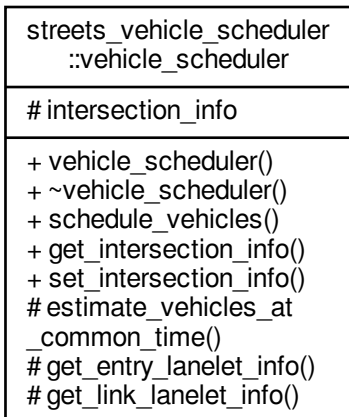 streets_vehicle_scheduler
::vehicle_scheduler
# intersection_info
+ vehicle_scheduler()
+ ~vehicle_scheduler()
+ schedule_vehicles()
+ get_intersection_info()
+ set_intersection_info()
# estimate_vehicles_at
_common_time()
# get_entry_lanelet_info()
# get_link_lanelet_info()